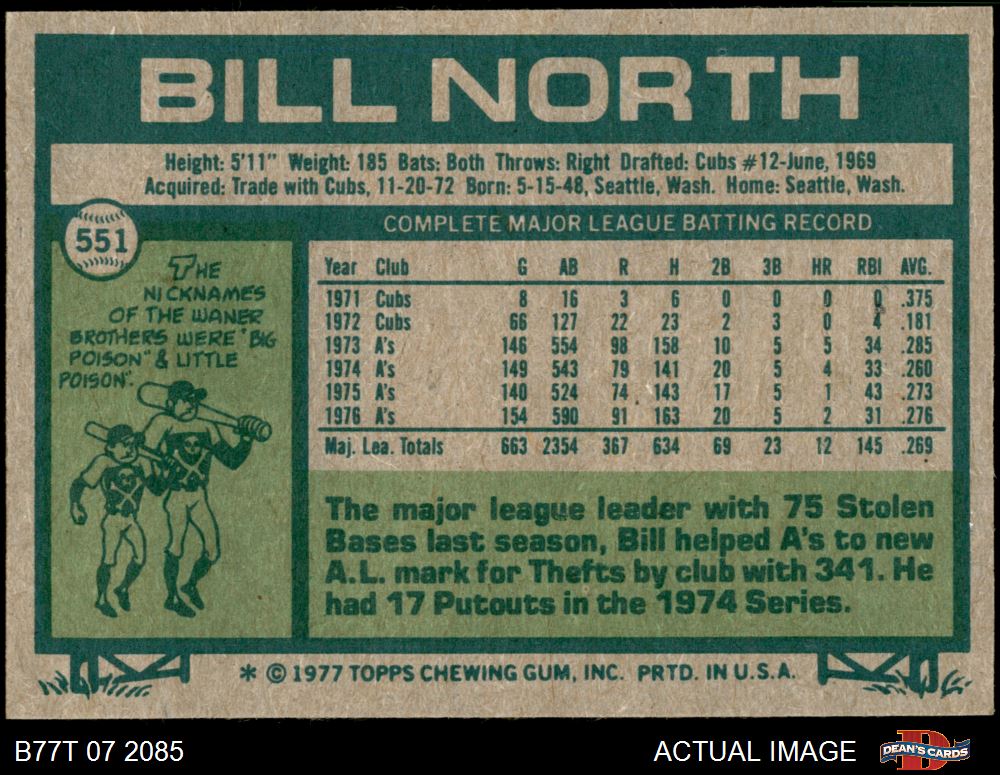 BILL NORTH
Height: 5'11" Weight: 185 Bats: Both Throws: Right Drafted: Cubs #12-June, 1969
Acquired: Trade with Cubs, 11-20-72 Born: 5-15-48, Seattle, Wash. Home: Seattle, Wash.
551
THE
NICKNAMES
OF THE WANER
BROTHERS WERE "BIG
POISON" & LITTLE
POISON".
COMPLETE MAJOR LEAGUE BATTING RECORD
Year Club G AB R H 2B 3B HR RBI AVG.
1971 Cubs 8 16 3 6 0 0 0 0 .375
1972 Cubs 66 127 22 23 2 3 0 4 .181
1973 A's 146 554 98 158 10 5 5 34 .285
1974 A's 149 543 79 141 20 5 4 33 .260
1975 A's 140 524 74 143 17 5 1 43 .273
1976 A's 154 590 91 163 20 5 2 31 .276
Maj. Lea. Totals 663 2354 367 634 69 23 12 145 .269
The major league leader with 75 Stolen
Bases last season, Bill helped A's to new
A.L. mark for Thefts by club with 341. He
had 17 Putouts in the 1974 Series.
* © 1977 TOPPS CHEWING GUM, INC. PRTD. IN U.S.A.
B77T 07 2085
ACTUAL IMAGE
DEAN'S CARDS